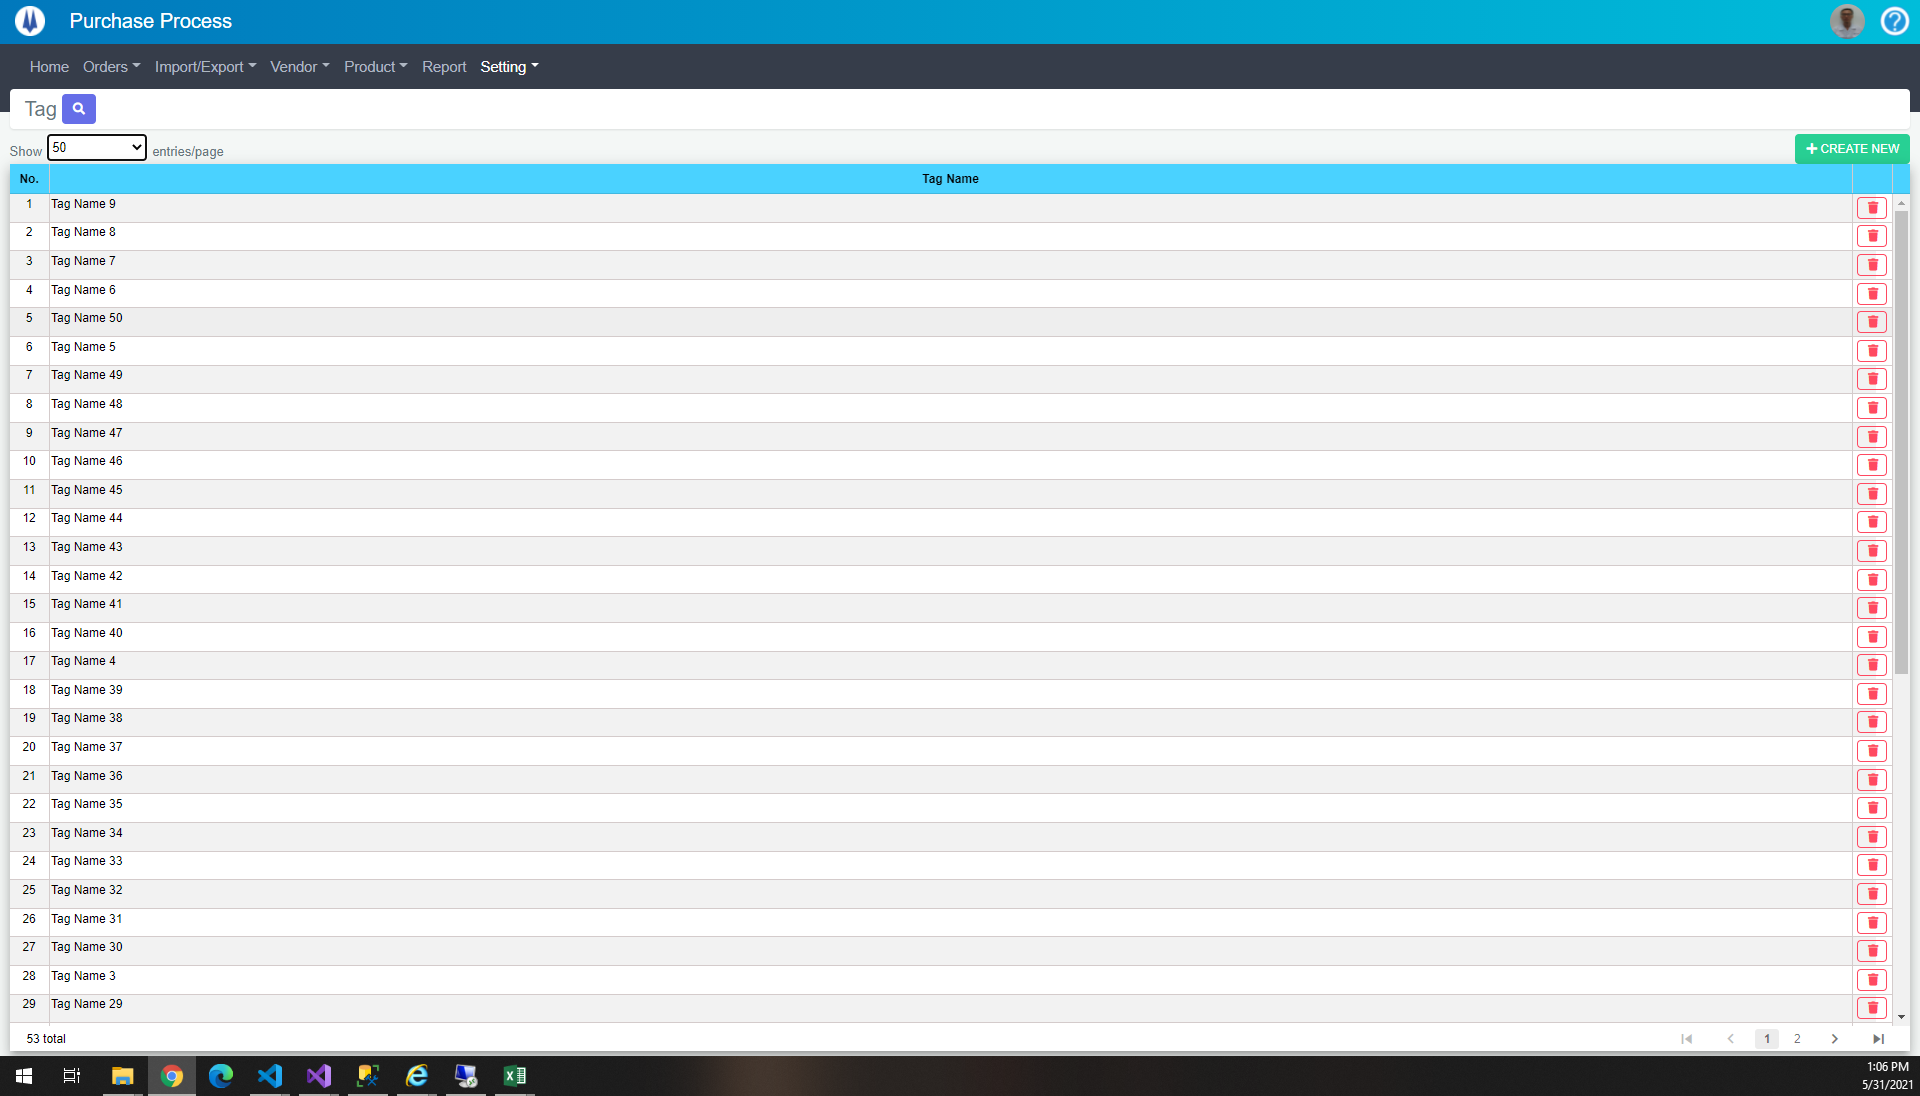 Purchase Process
Home Orders Import/Export Vendor Product Report Setting
Tag
Show 50 entries/page
CREATE NEW
No. Tag Name
1 Tag Name 9
2 Tag Name 8
3 Tag Name 7
4 Tag Name 6
5 Tag Name 50
6 Tag Name 5
7 Tag Name 49
8 Tag Name 48
9 Tag Name 47
10 Tag Name 46
11 Tag Name 45
12 Tag Name 44
13 Tag Name 43
14 Tag Name 42
15 Tag Name 41
16 Tag Name 40
17 Tag Name 4
18 Tag Name 39
19 Tag Name 38
20 Tag Name 37
21 Tag Name 36
22 Tag Name 35
23 Tag Name 34
24 Tag Name 33
25 Tag Name 32
26 Tag Name 31
27 Tag Name 30
28 Tag Name 3
29 Tag Name 29
53 total
1 2
1:06 PM
5/31/2021